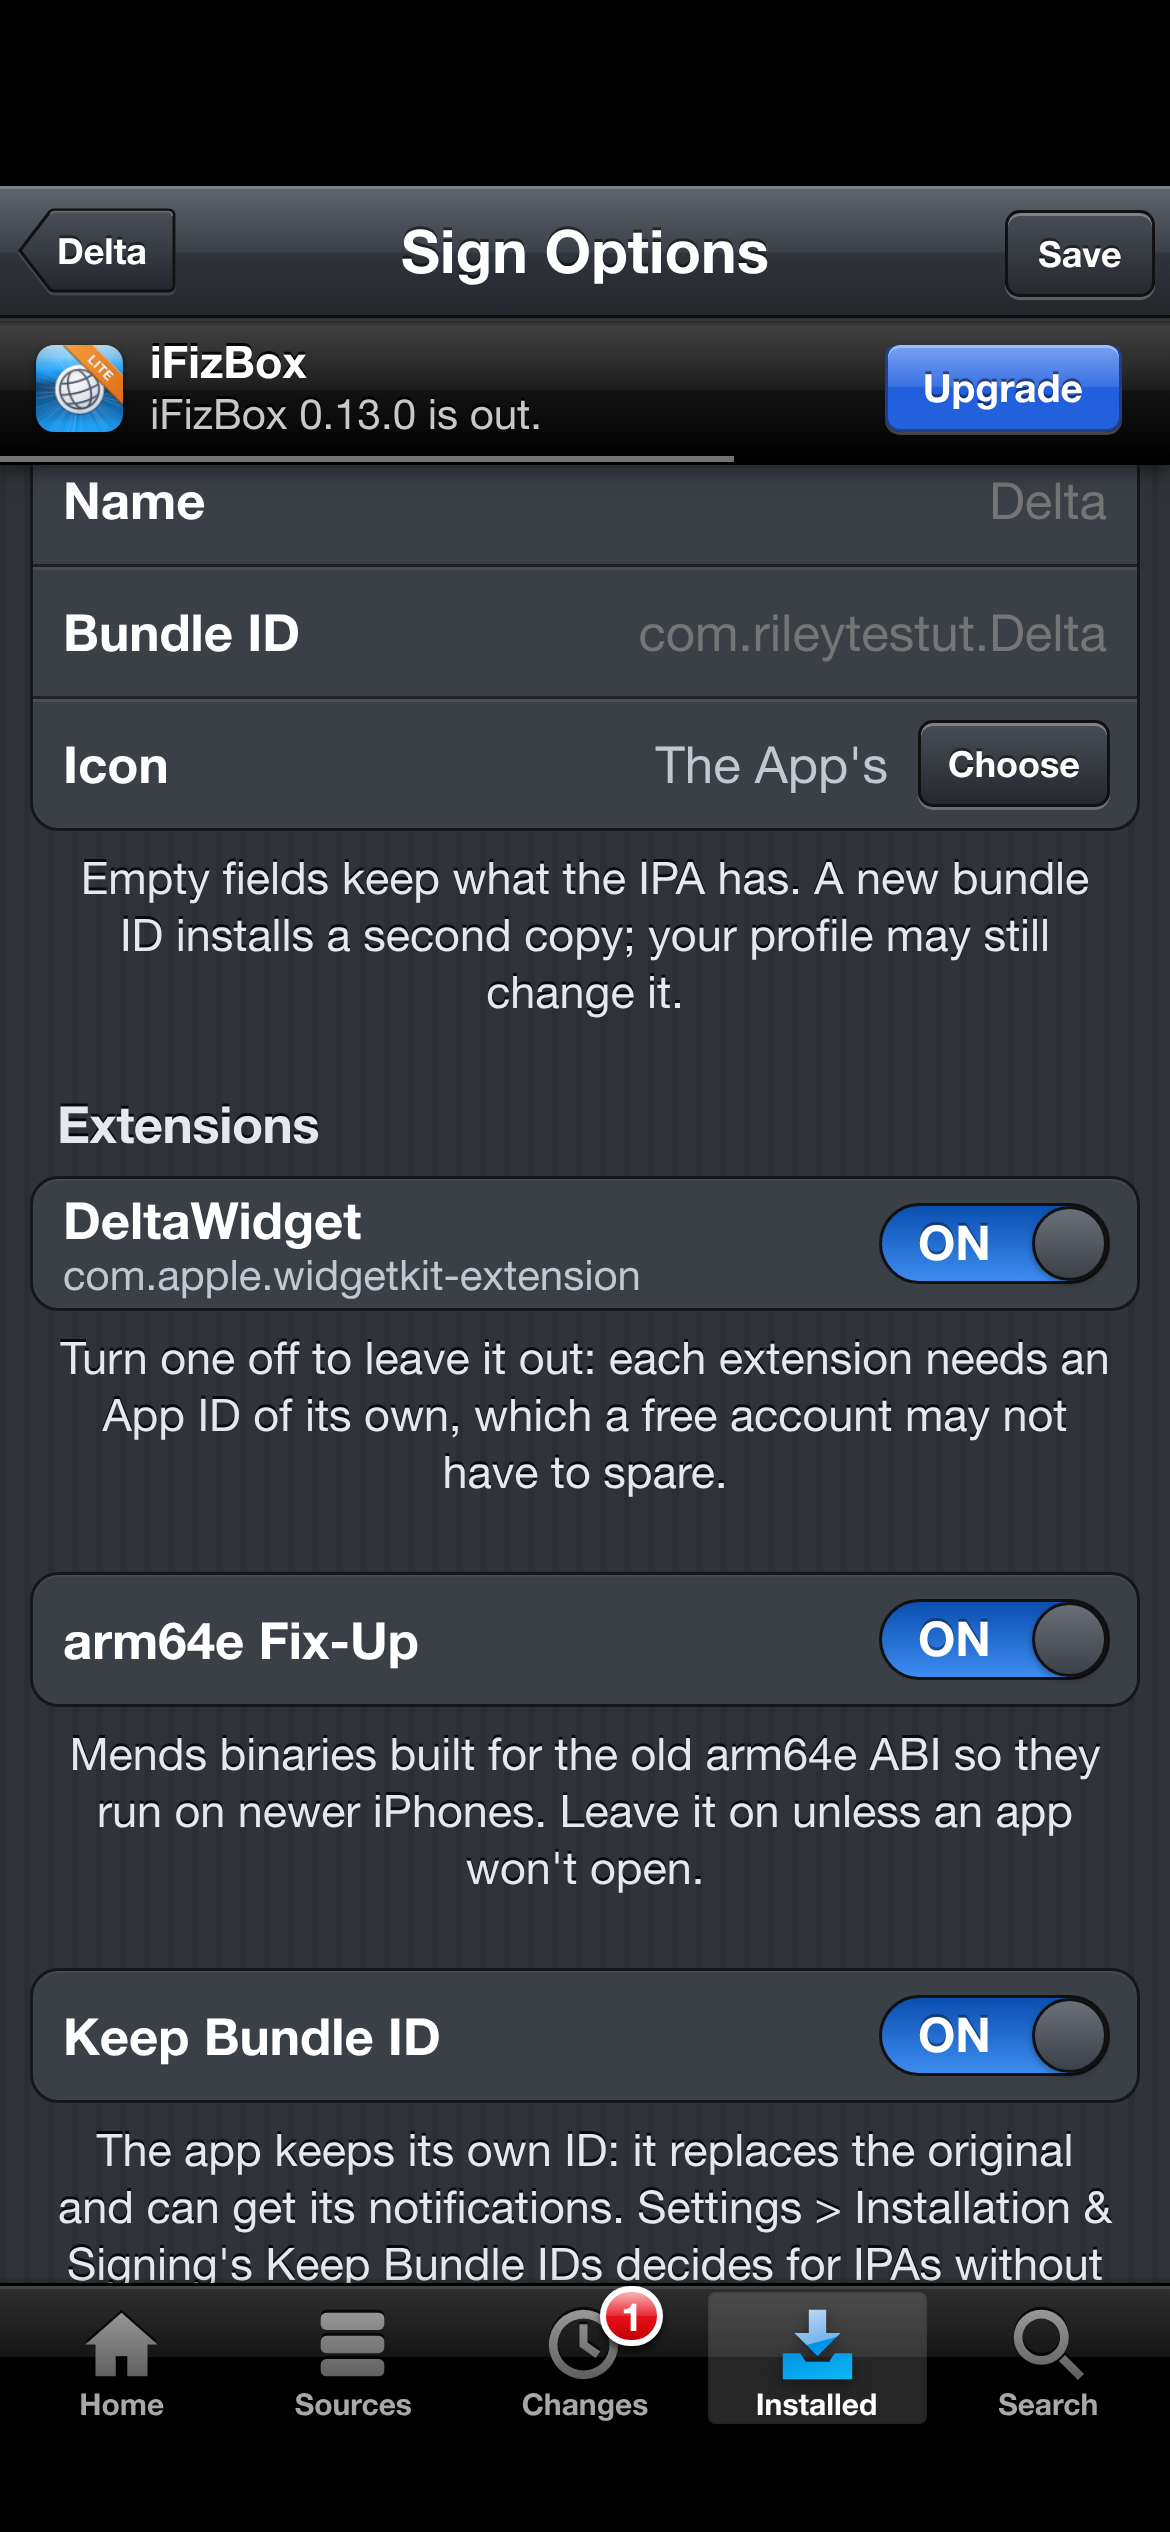 Delta
Sign Options
Save
LITE
iFizBox
iFizBox 0.13.0 is out.
Upgrade
Name
Delta
Bundle ID
com.rileytestut.Delta
Icon
The App's
Choose
Empty fields keep what the IPA has. A new bundle
ID installs a second copy; your profile may still
change it.
Extensions
DeltaWidget
com.apple.widgetkit-extension
ON
Turn one off to leave it out: each extension needs an
App ID of its own, which a free account may not
have to spare.
arm64e Fix-Up
ON
Mends binaries built for the old arm64e ABI so they
run on newer iPhones. Leave it on unless an app
won't open.
Keep Bundle ID
ON
The app keeps its own ID: it replaces the original
and can get its notifications. Settings > Installation &
Signing's Keep Bundle IDs decides for IPAs without
1
Home
Sources
Changes
Installed
Search